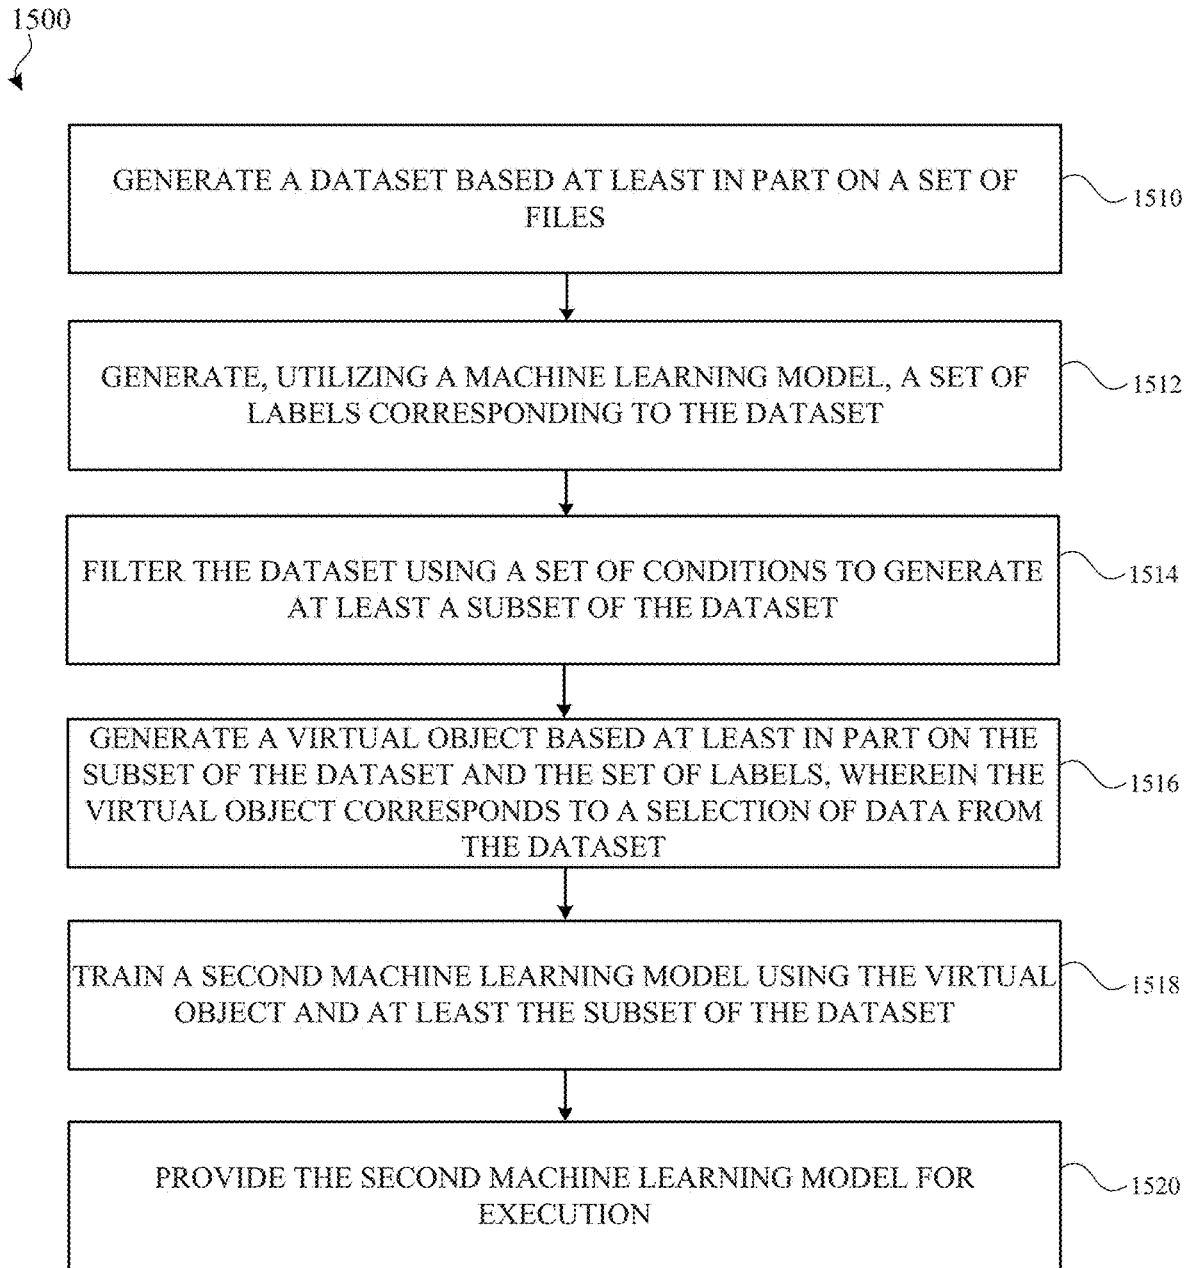 1500
GENERATE A DATASET BASED AT LEAST IN PART ON A SET OF
FILES
1510
GENERATE, UTILIZING A MACHINE LEARNING MODEL, A SET OF
LABELS CORRESPONDING TO THE DATASET
1512
FILTER THE DATASET USING A SET OF CONDITIONS TO GENERATE
AT LEAST A SUBSET OF THE DATASET
1514
GENERATE A VIRTUAL OBJECT BASED AT LEAST IN PART ON THE
SUBSET OF THE DATASET AND THE SET OF LABELS, WHEREIN THE
VIRTUAL OBJECT CORRESPONDS TO A SELECTION OF DATA FROM
THE DATASET
1516
TRAIN A SECOND MACHINE LEARNING MODEL USING THE VIRTUAL
OBJECT AND AT LEAST THE SUBSET OF THE DATASET
1518
PROVIDE THE SECOND MACHINE LEARNING MODEL FOR
EXECUTION
1520